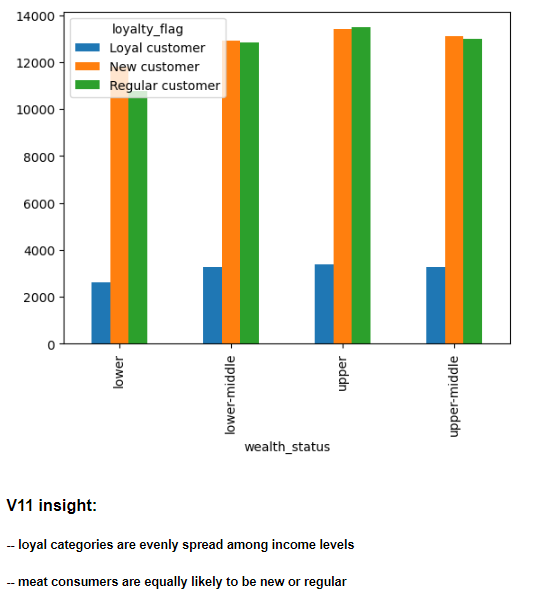 14000
12000
10000
8000
6000
4000
2000
0
loyalty_flag
Loyal customer
New customer
Regular customer
lower
lower-middle
upper
upper-middle
wealth_status
V11 insight:
-- loyal categories are evenly spread among income levels
-- meat consumers are equally likely to be new or regular